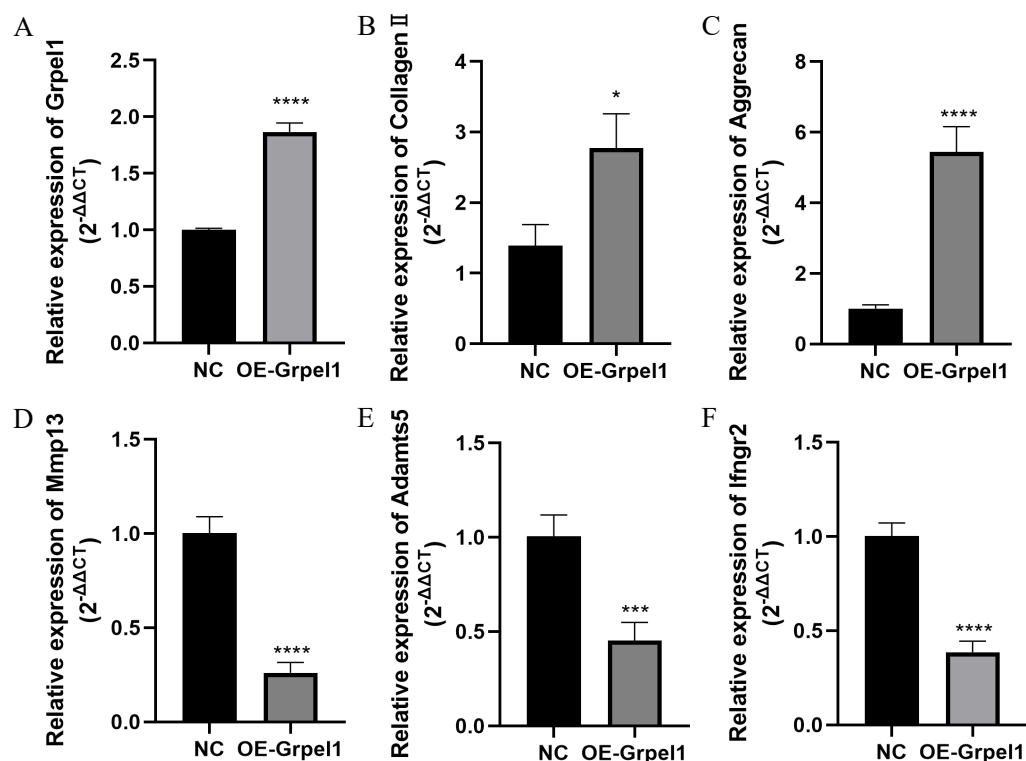 A
Relative expression of Grpel1
(2-ΔΔCT)
2.5
2.0
1.5
1.0
0.5
0.0
****
NC
OE-Grpel1
B
Relative expression of Collagen Ⅱ
(2-ΔΔCT)
4
3
2
1
0
*
NC
OE-Grpel1
C
Relative expression of Aggrecan
(2-ΔΔCT)
8
6
4
2
0
****
NC
OE-Grpel1
D
Relative expression of Mmp13
(2-ΔΔCT)
1.5
1.0
0.5
0.0
****
NC
OE-Grpel1
E
Relative expression of Adamts5
(2-ΔΔCT)
1.5
1.0
0.5
0.0
***
NC
OE-Grpel1
F
Relative expression of Ifngr2
(2-ΔΔCT)
1.5
1.0
0.5
0.0
****
NC
OE-Grpel1